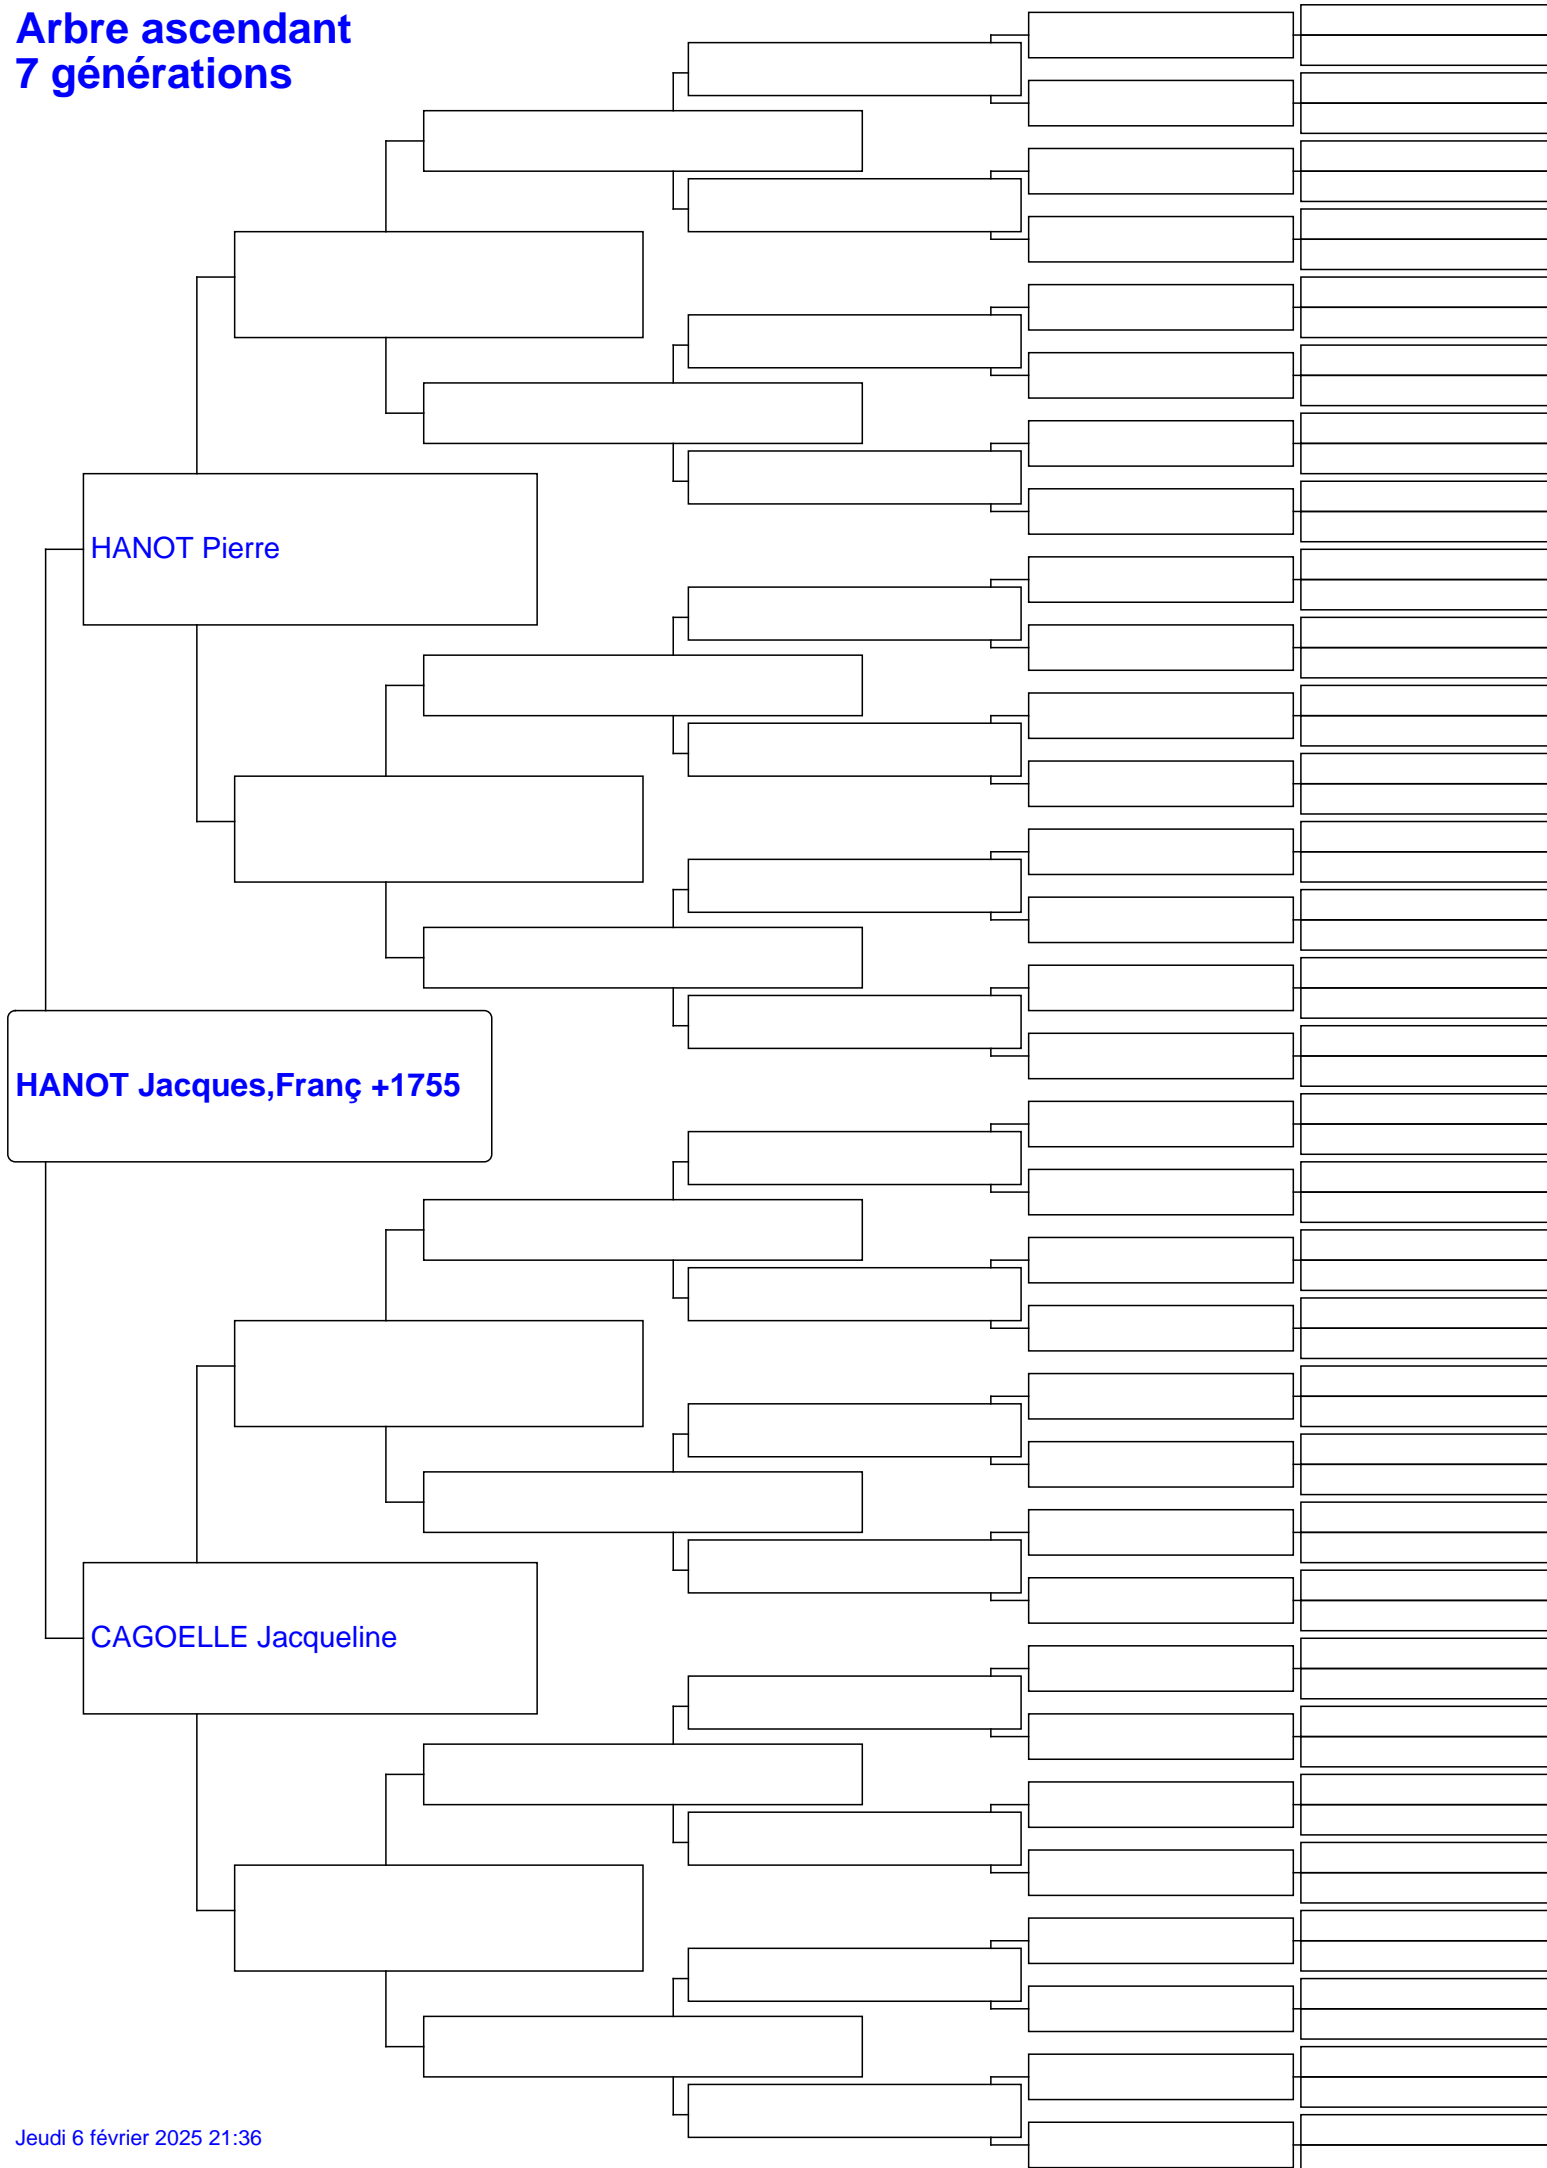 Arbre ascendant
7 générations
HANOT Pierre
HANOT Jacques,Franç +1755
CAGOELLE Jacqueline
Jeudi 6 février 2025 21:36